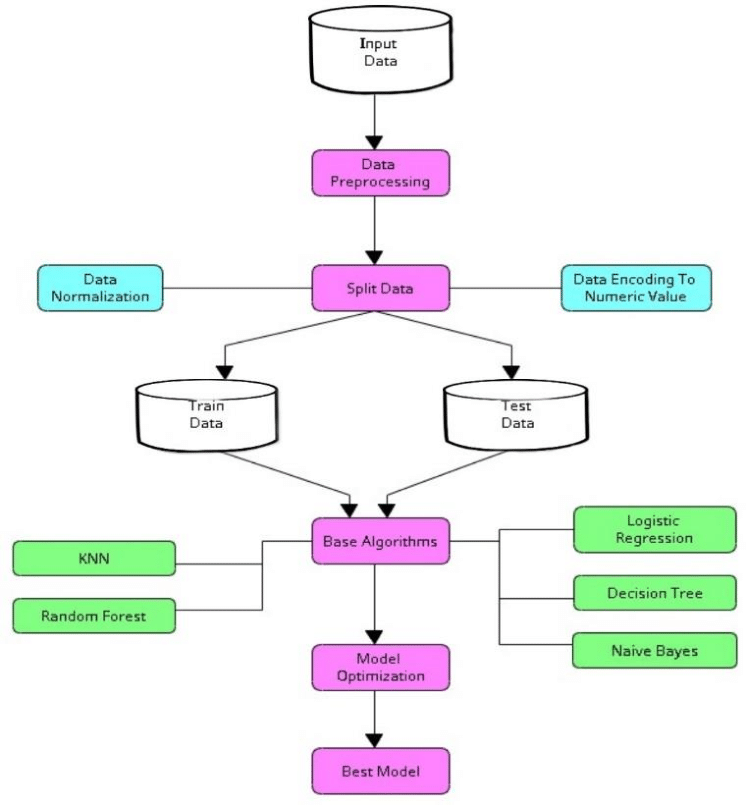 Input
Data
Data
Preprocessing
Data
Normalization
Split Data
Data Encoding To
Numeric Value
Train
Data
Test
Data
Base Algorithms
KNN
Random Forest
Logistic
Regression
Decision Tree
Naive Bayes
Model
Optimization
Best Model